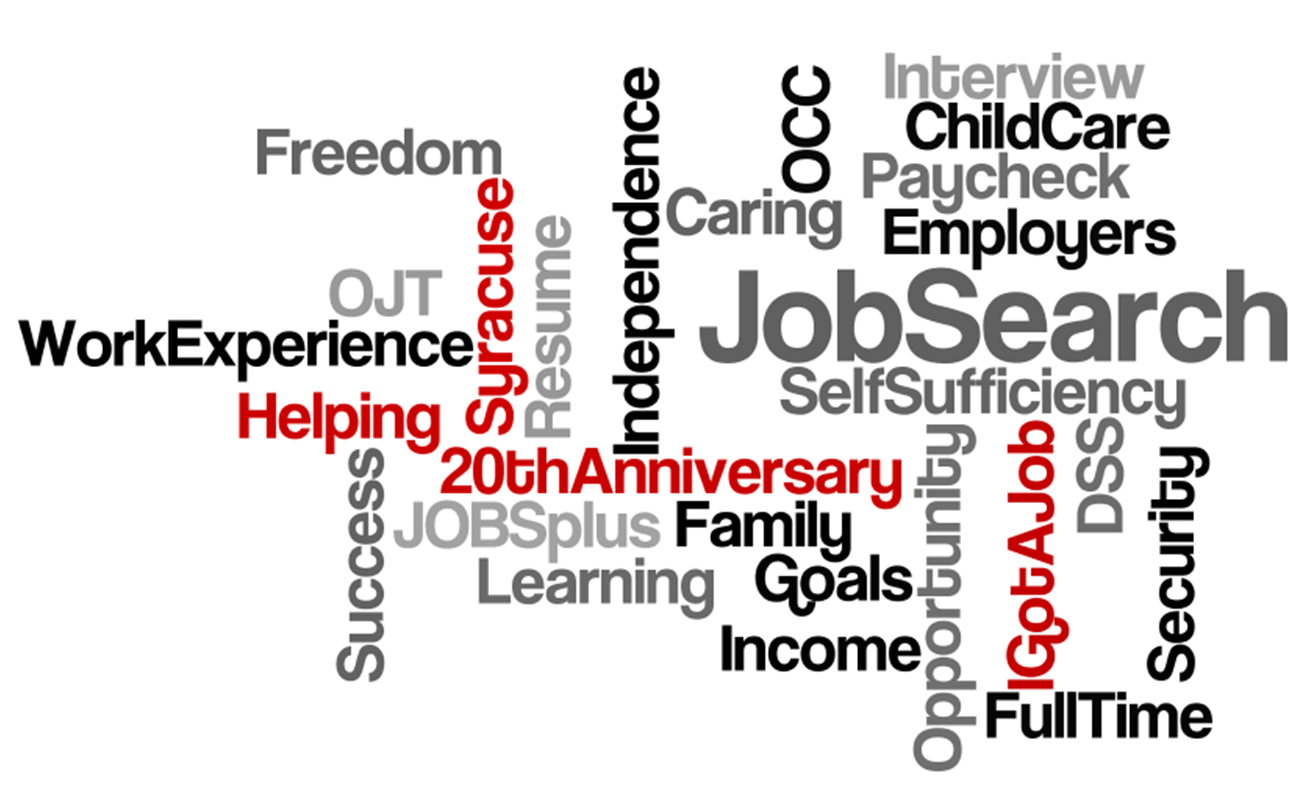 Interview
OCC
Independence
ChildCare
Freedom
Paycheck
Syracuse
Caring
Employers
Resume
OJT
JobSearch
WorkExperience
SelfSufficiency
Helping
20thAnniversary
Opportunity
IGotAJob
DSS
Security
Success
JOBSplus
Family
Learning
Goals
Income
FullTime